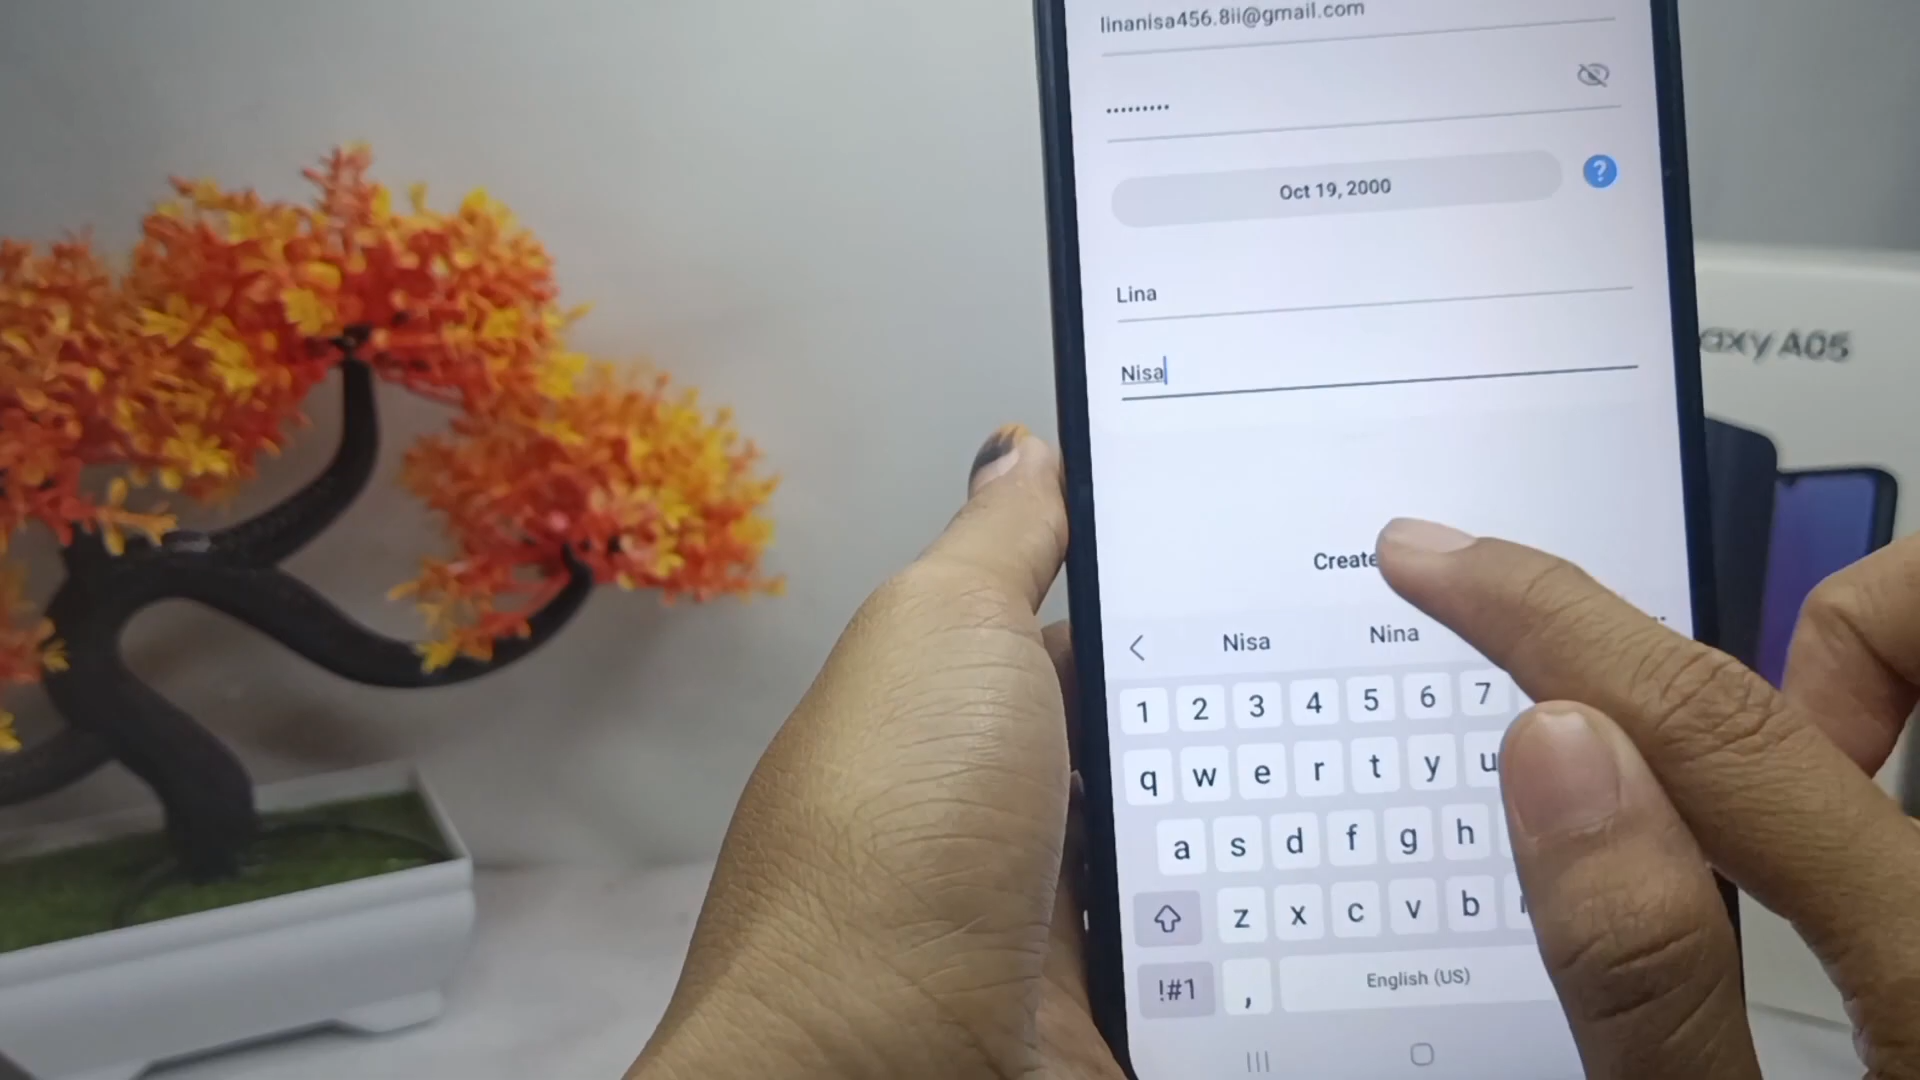 linanisa456.8ii@gmail.com
•••••••••
Oct 19, 2000
?
Lina
Nisa
Create
Nisa Nina
1 2 3 4 5 6 7
q w e r t y u
a s d f g h
z x c v b
!#1 , English (US)
axy A05